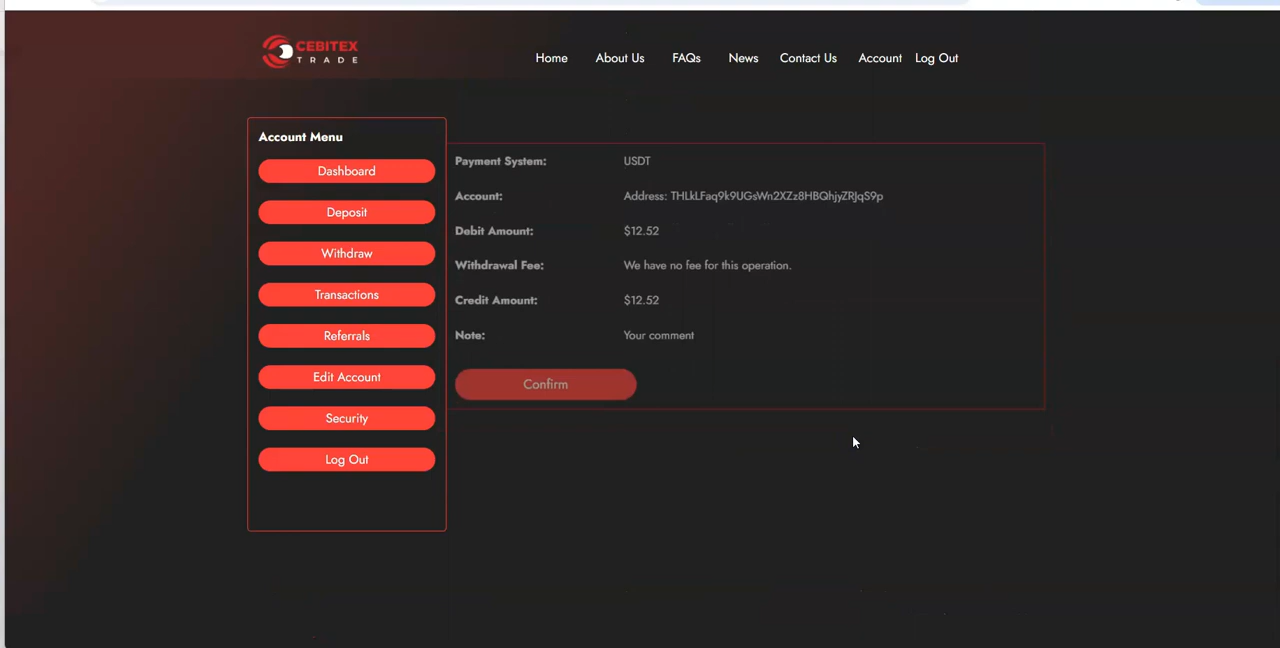 CEBITEX
TRADE
Home About Us FAQs News Contact Us Account Log Out
Account Menu
Dashboard
Deposit
Withdraw
Transactions
Referrals
Edit Account
Security
Log Out
Payment System: USDT
Account: Address: THLkLFaq9k9UGsWn2XZz8HBQhjyZRJqS9p
Debit Amount: $12.52
Withdrawal Fee: We have no fee for this operation.
Credit Amount: $12.52
Note: Your comment
Confirm